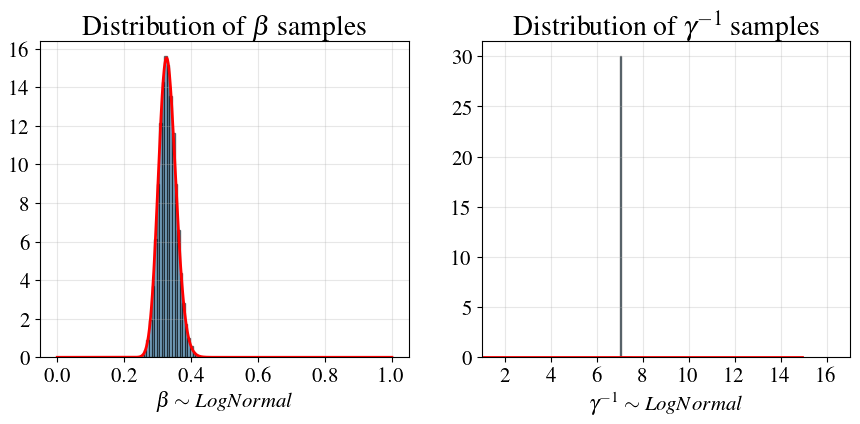 Distribution of β samples
16
14
12
10
8
6
4
2
0
0.0 0.2 0.4 0.6 0.8 1.0
β ~ LogNormal
Distribution of γ⁻¹ samples
30
25
20
15
10
5
0
2 4 6 8 10 12 14 16
γ⁻¹ ~ LogNormal